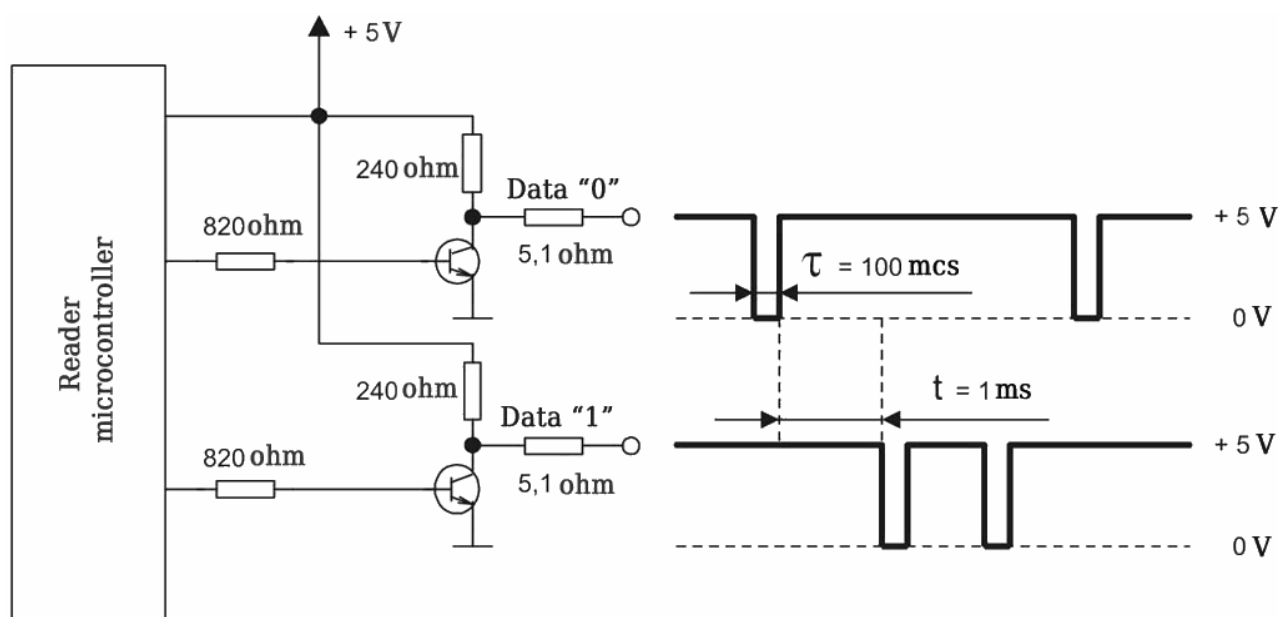 + 5 V
240 ohm
Data “0”
820 ohm
5,1 ohm
+ 5 V
τ = 100 mcs
0 V
Reader
microcontroller
240 ohm
t = 1 ms
Data “1”
+ 5 V
820 ohm
5,1 ohm
0 V